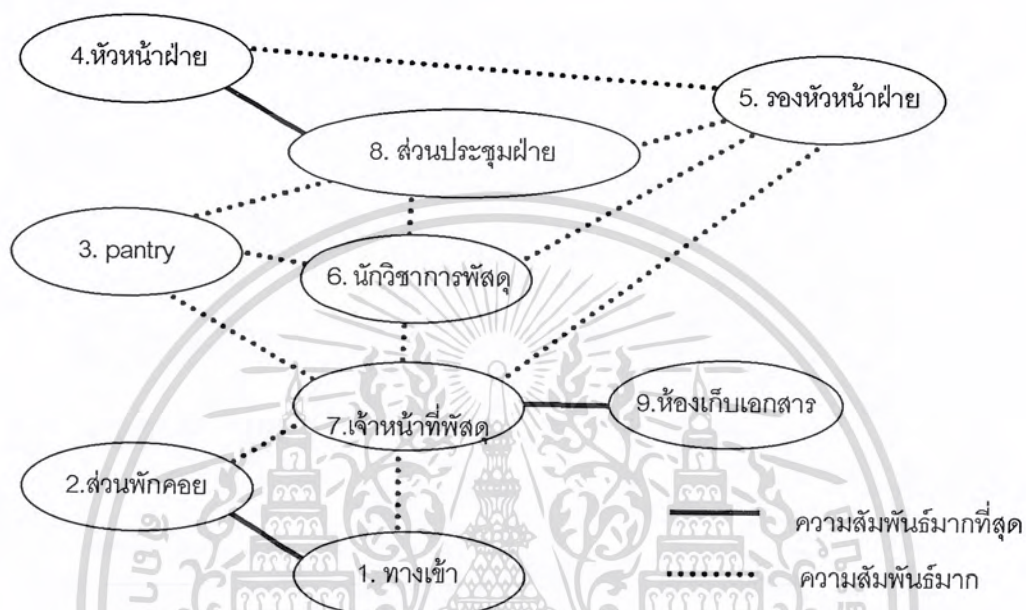 4.หัวหน้าฝ่าย
5. รองหัวหน้าฝ่าย
8. ส่วนประชุมฝ่าย
3. pantry
6. นักวิชาการพัสดุ
7.เจ้าหน้าที่พัสดุ
9.ห้องเก็บเอกสาร
2.ส่วนพักคอย
1. ทางเข้า
ความสัมพันธ์มากที่สุด
ความสัมพันธ์มาก